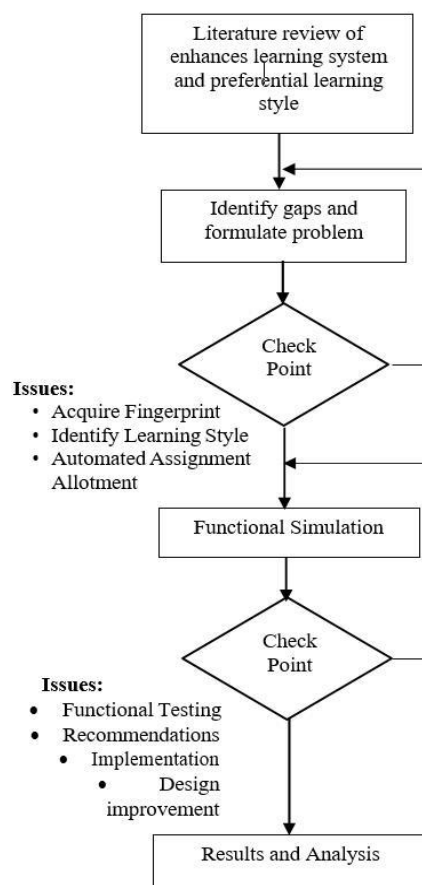 Literature review of
enhances learning system
and preferential learning
style
Identify gaps and
formulate problem
Check
Point
Issues:
• Acquire Fingerprint
• Identify Learning Style
• Automated Assignment
Allotment
Functional Simulation
Check
Point
Issues:
• Functional Testing
• Recommendations
• Implementation
• Design
improvement
Results and Analysis